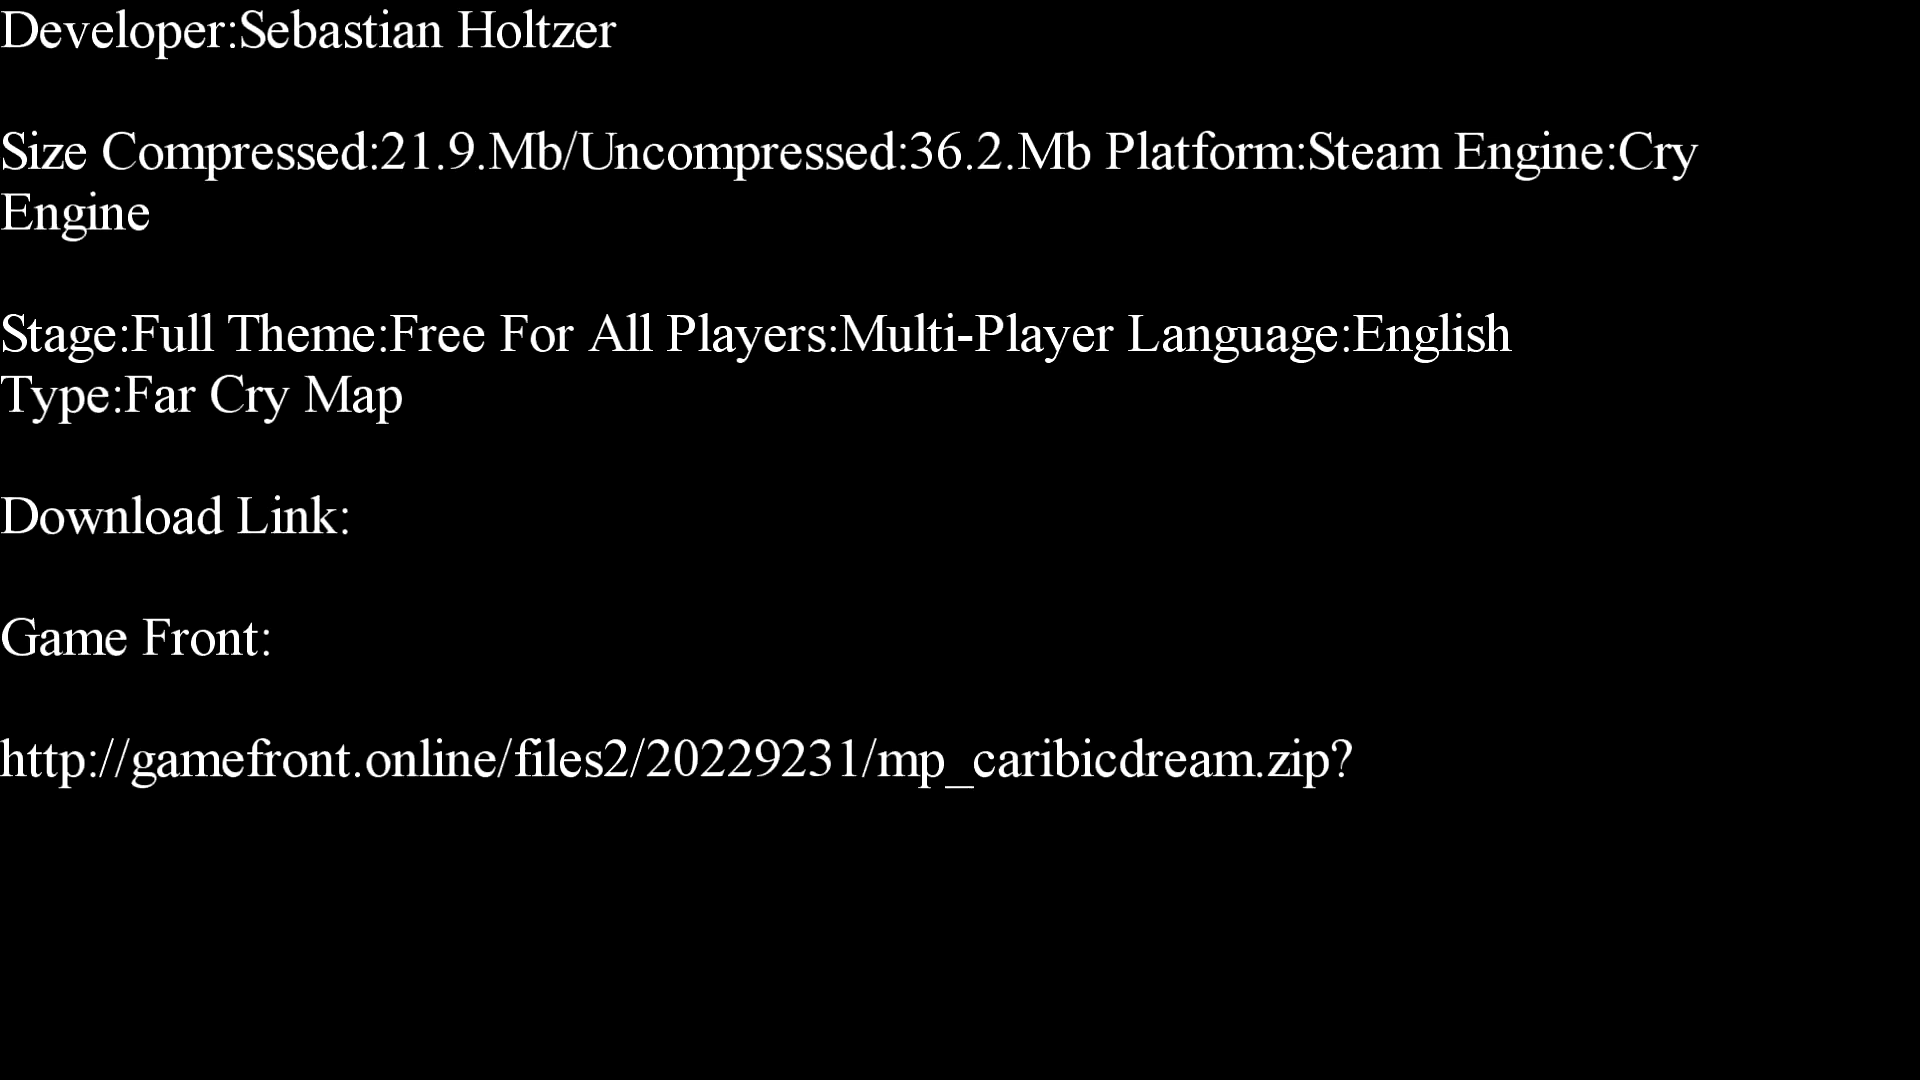 Developer:Sebastian Holtzer
Size Compressed:21.9.Mb/Uncompressed:36.2.Mb Platform:Steam Engine:Cry
Engine
Stage:Full Theme:Free For All Players:Multi-Player Language:English
Type:Far Cry Map
Download Link:
Game Front:
http://gamefront.online/files2/20229231/mp_caribicdream.zip?